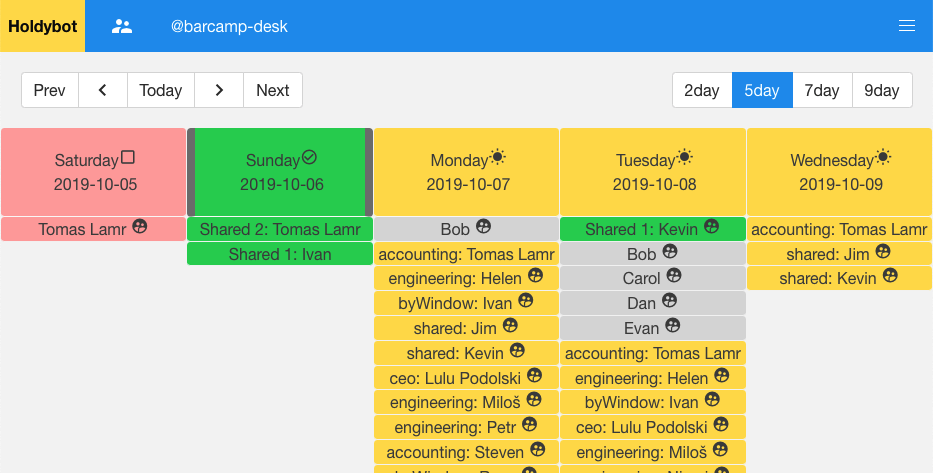 Holdybot
@barcamp-desk
Prev
Today
Next
2day
5day
7day
9day
Saturday
2019-10-05
Tomas Lamr
Sunday
2019-10-06
Shared 2: Tomas Lamr
Shared 1: Ivan
Monday
2019-10-07
Bob
accounting: Tomas Lamr
engineering: Helen
byWindow: Ivan
shared: Jim
shared: Kevin
ceo: Lulu Podolski
engineering: Miloš
engineering: Petr
accounting: Steven
Tuesday
2019-10-08
Shared 1: Kevin
Bob
Carol
Dan
Evan
accounting: Tomas Lamr
engineering: Helen
byWindow: Ivan
ceo: Lulu Podolski
engineering: Miloš
Wednesday
2019-10-09
accounting: Tomas Lamr
shared: Jim
shared: Kevin